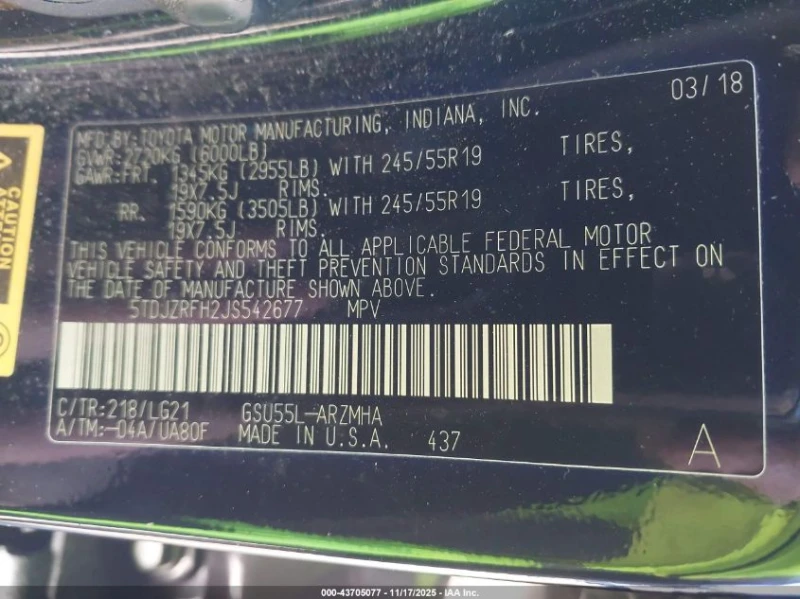 03/18
MFD.BY:TOYOTA MOTOR MANUFACTURING, INDIANA, INC.
GVWR:2720KG (6000LB)
GAWR:FRT. 1345KG (2955LB) WITH 245/55R19 TIRES,
19X7.5J RIMS.
RR. 1590KG (3505LB) WITH 245/55R19 TIRES,
19X7.5J RIMS.
THIS VEHICLE CONFORMS TO ALL APPLICABLE FEDERAL MOTOR
VEHICLE SAFETY AND THEFT PREVENTION STANDARDS IN EFFECT ON
THE DATE OF MANUFACTURE SHOWN ABOVE.
5TDJZRFH2JS542677 MPV
C/TR:218/LG21 GSU55L-ARZMHA
A/TM:-04A/UA80F MADE IN U.S.A. 437
A
CAUTION
000-43705077 - 11/17/2025 - IAA Inc.